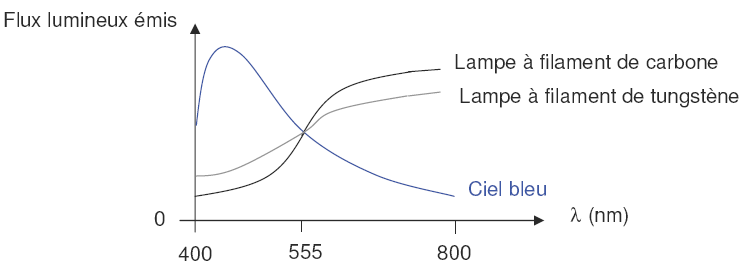 Flux lumineux émis
Lampe à filament de carbone
Lampe à filament de tungstène
Ciel bleu
0
λ (nm)
400
555
800